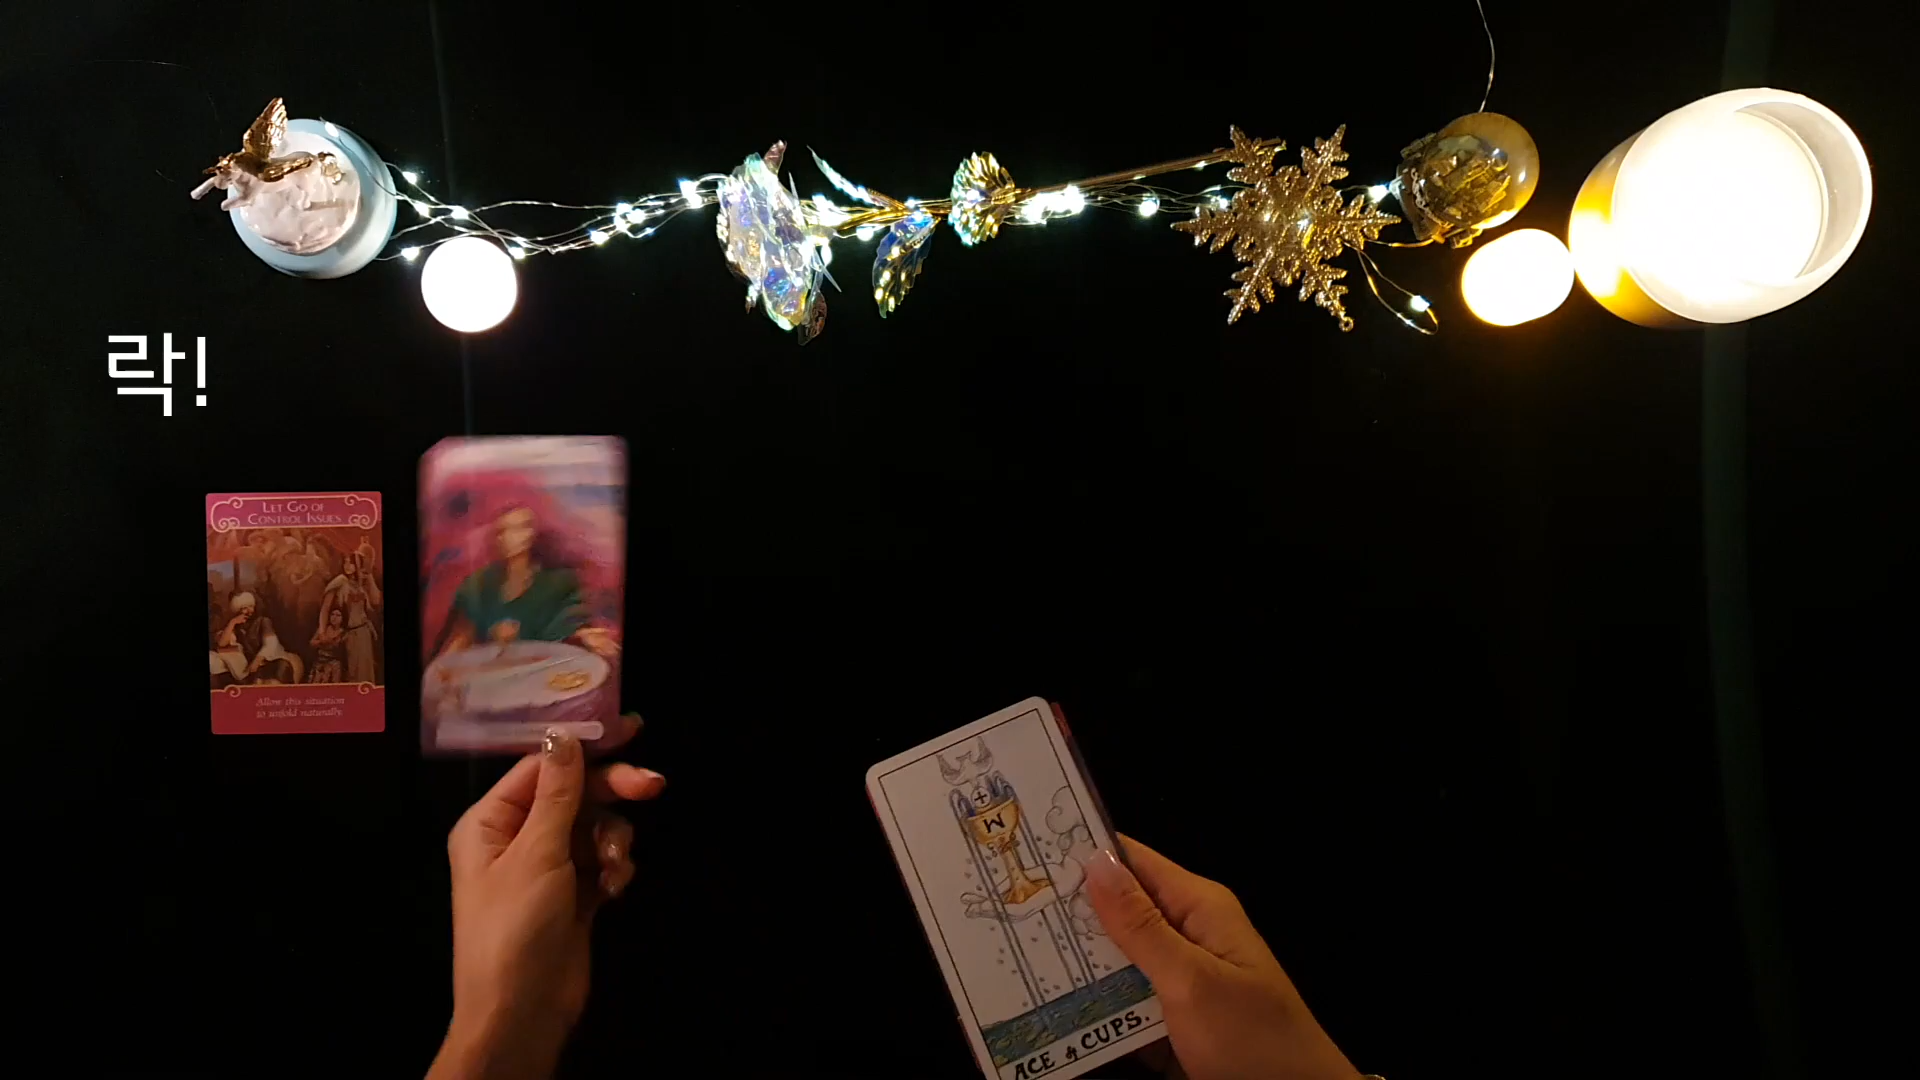 락!
LET GO OF
CONTROL ISSUES
Allow this situation
to unfold naturally.
M
ACE of CUPS.